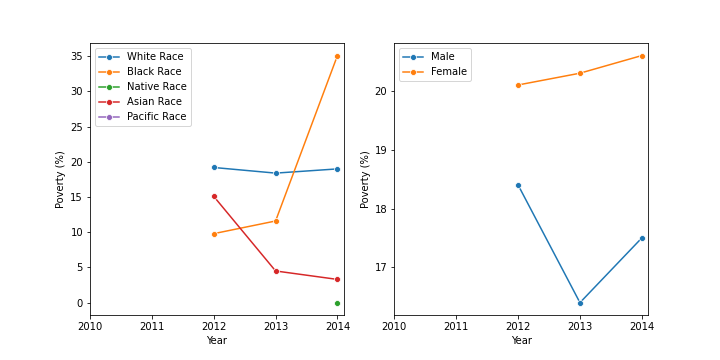 White Race
Black Race
Native Race
Asian Race
Pacific Race
35
30
25
20
15
10
5
0
Poverty (%)
2010 2011 2012 2013 2014
Year
Male
Female
20
19
18
17
Poverty (%)
2010 2011 2012 2013 2014
Year